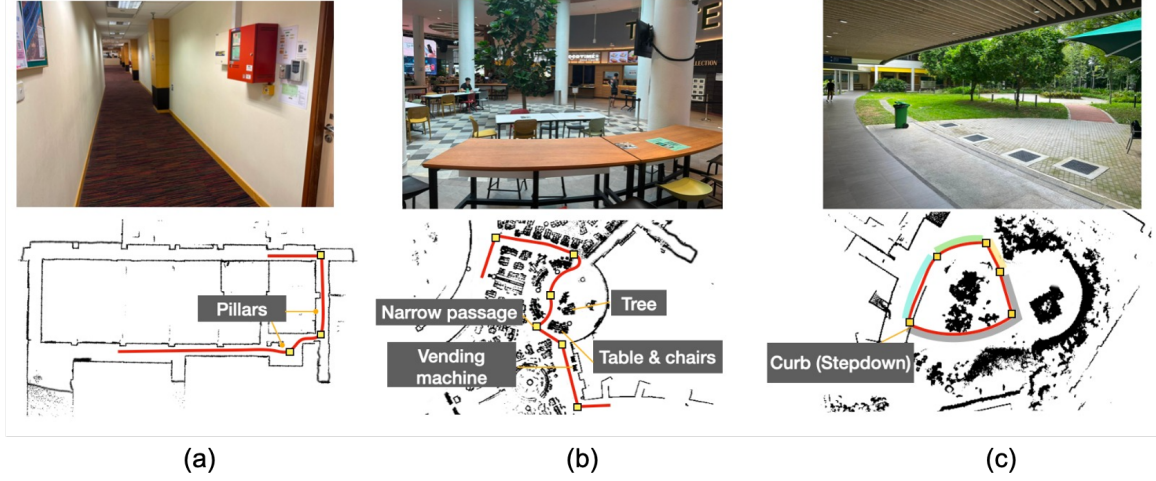 Pillars
Narrow passage
Tree
Vending
machine
Table & chairs
Curb (Stepdown)
(a)
(b)
(c)